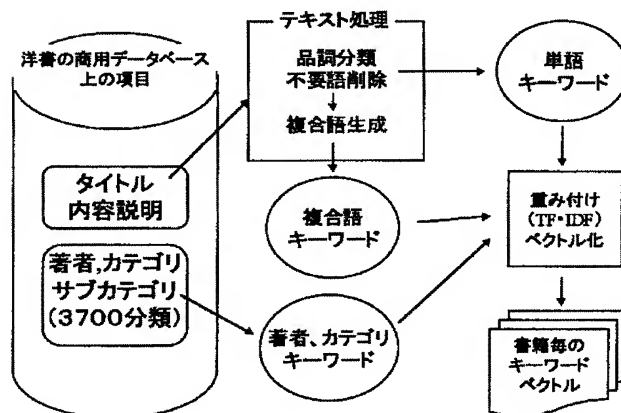 洋書の商用データベース
上の項目
タイトル
内容説明
著者,カテゴリ
サブカテゴリ
(3700分類)
テキスト処理
品詞分類
不要語削除
複合語生成
複合語
キーワード
著者、カテゴリ
キーワード
単語
キーワード
重み付け
(TF・IDF)
ベクトル化
書籍毎の
キーワード
ベクトル